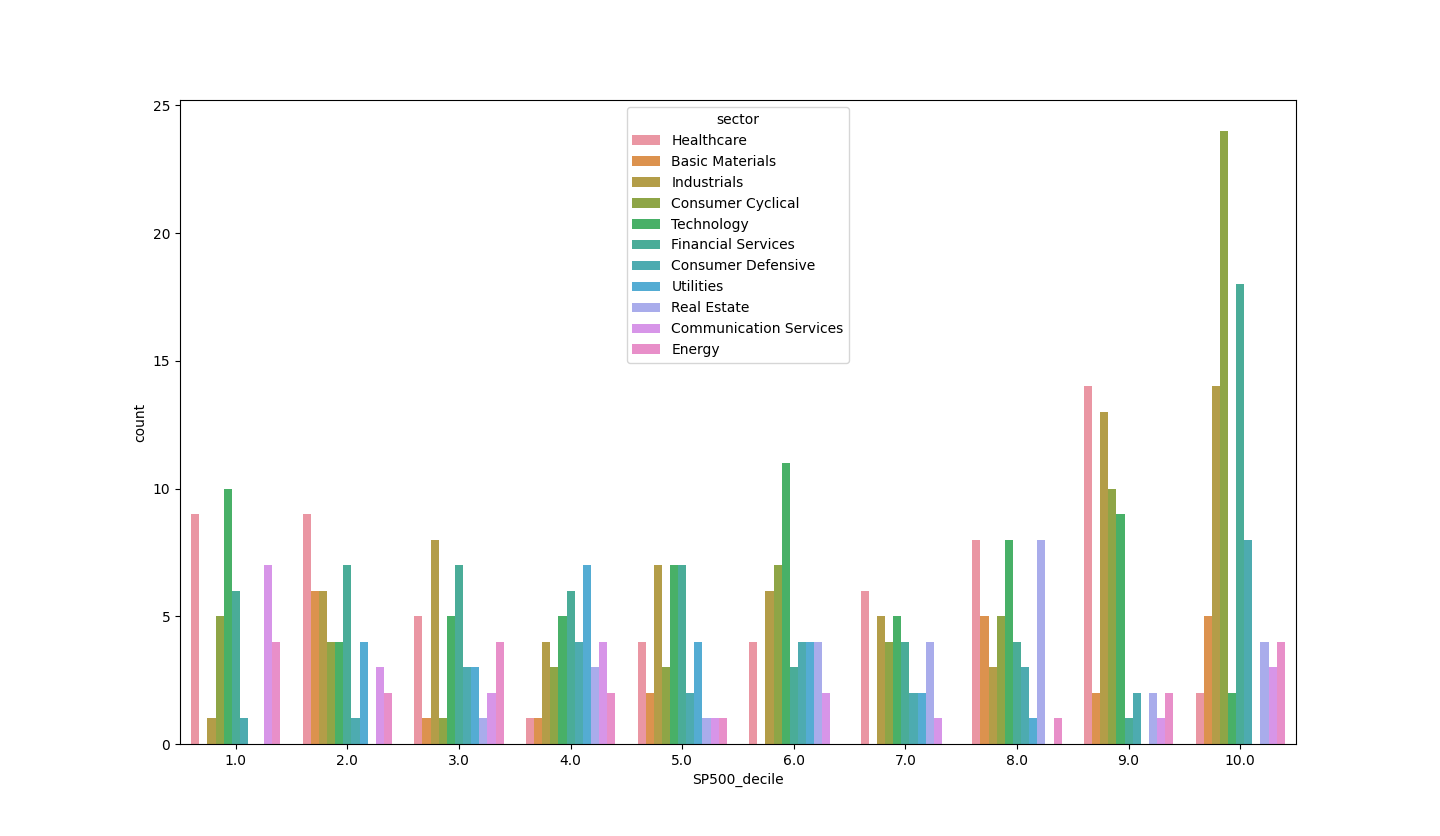 25
20
15
10
5
0
count
sector
Healthcare
Basic Materials
Industrials
Consumer Cyclical
Technology
Financial Services
Consumer Defensive
Utilities
Real Estate
Communication Services
Energy
1.0 2.0 3.0 4.0 5.0 6.0 7.0 8.0 9.0 10.0
SP500_decile